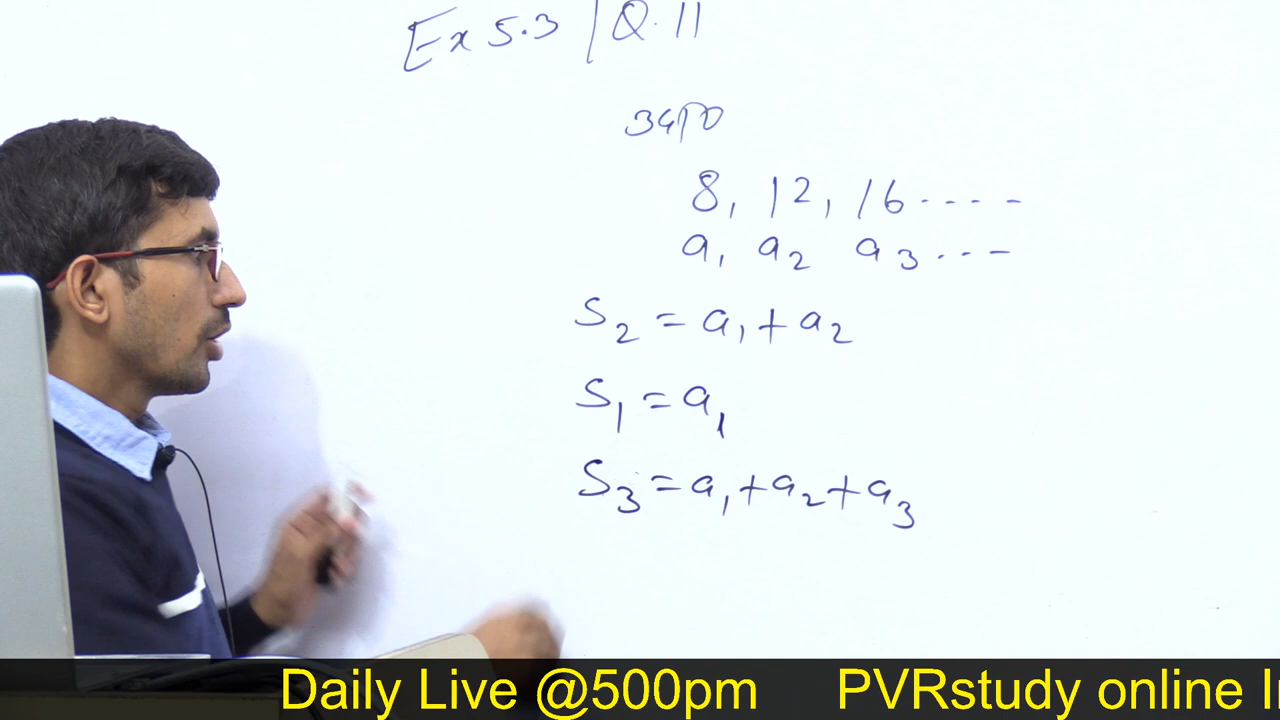 Ex 5.3 / Q.11
8, 12, 16 ----
a₁ a₂ a₃ ---
S₂ = a₁ + a₂
S₁ = a₁
S₃ = a₁ + a₂ + a₃
Daily Live @500pm PVRstudy online I